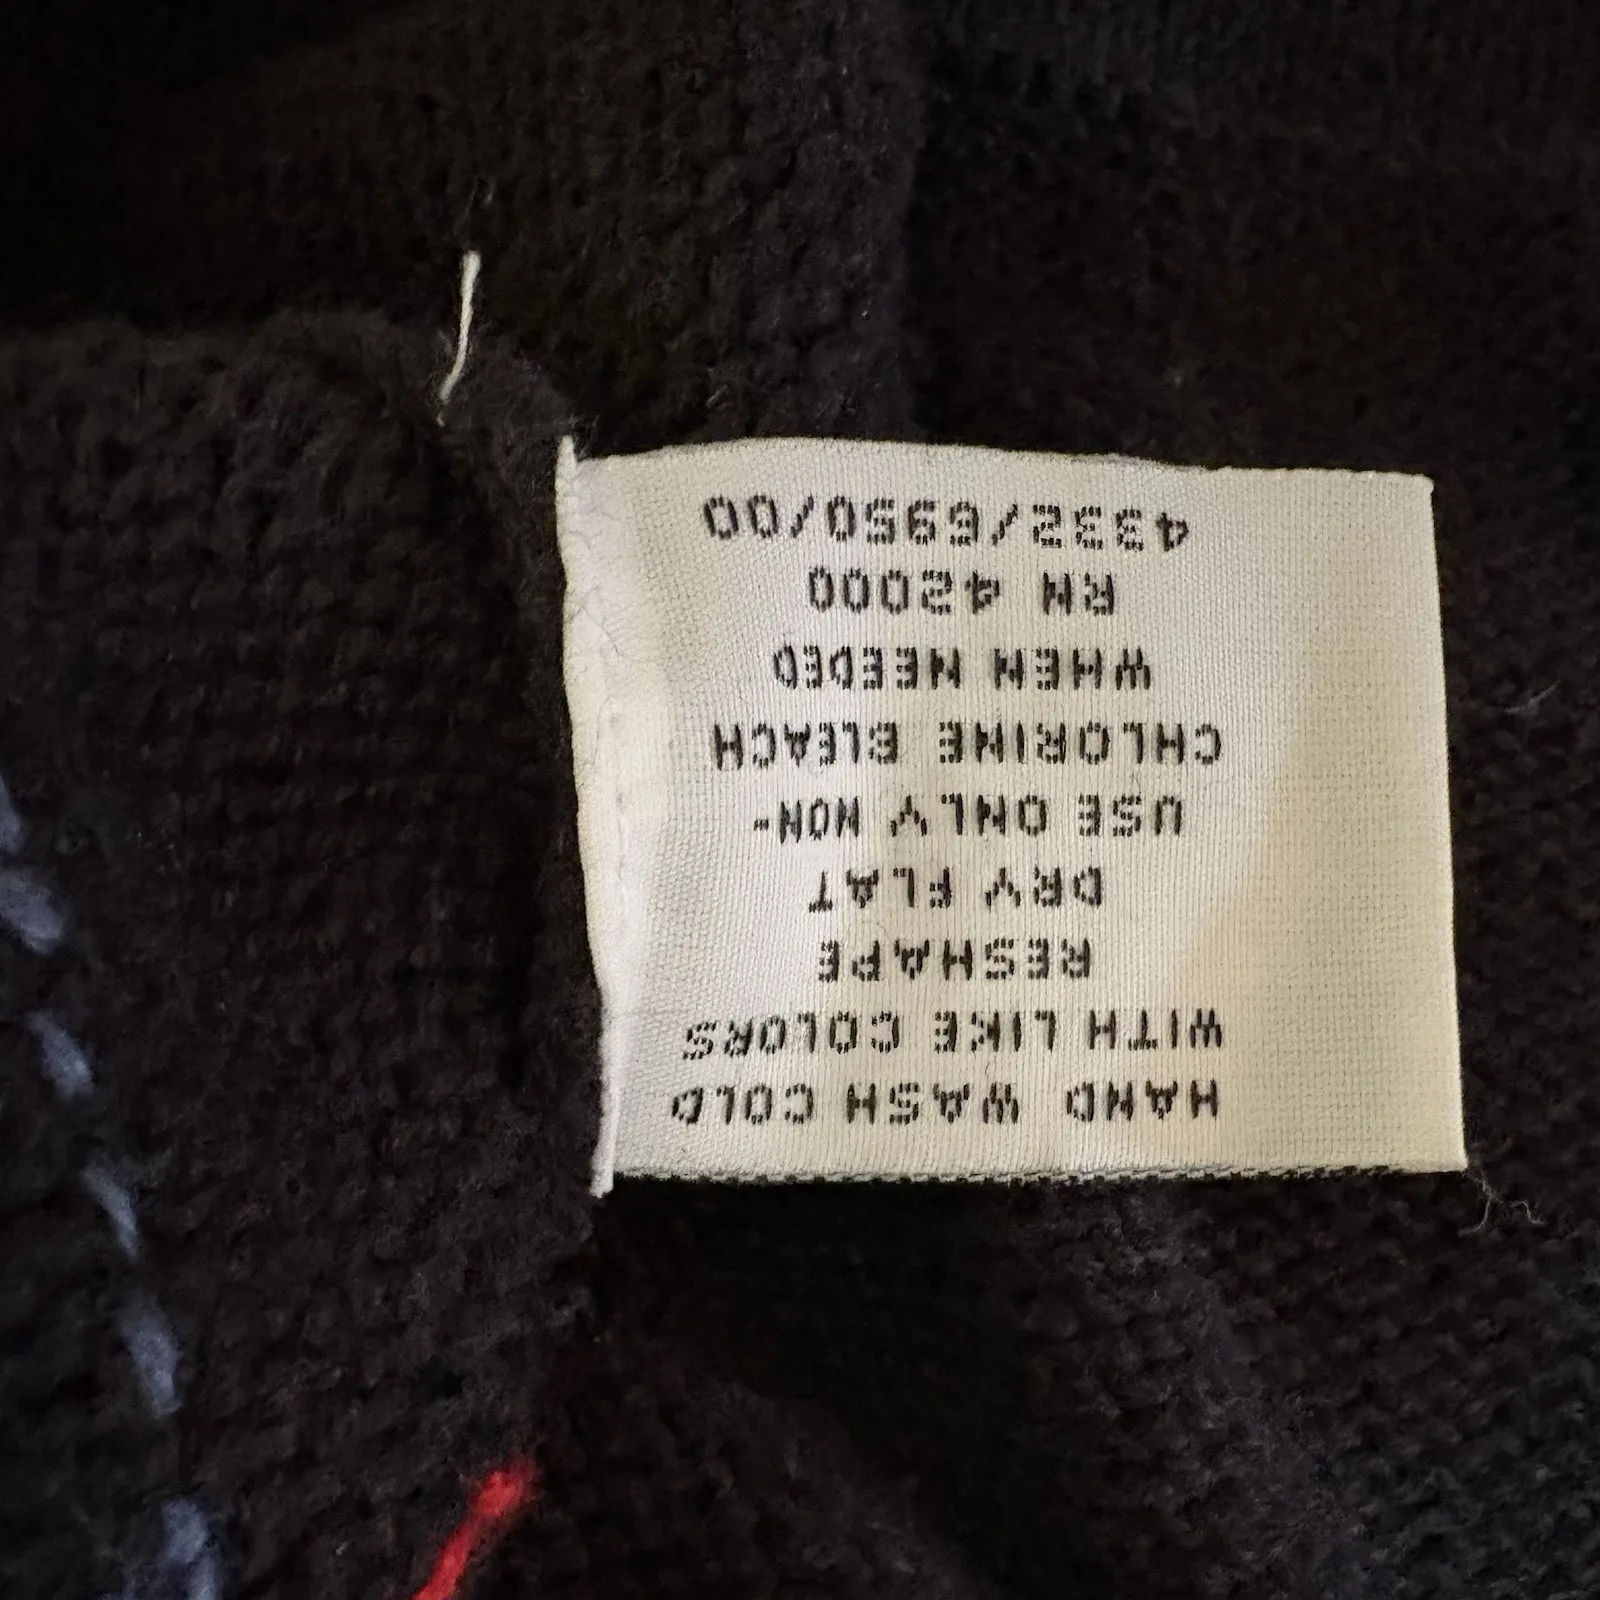 HAND WASH COLD
WITH LIKE COLORS
RESHAPE
DRY FLAT
USE ONLY NON-
CHLORINE BLEACH
WHEN NEEDED
RN 42000
4332/6950/00